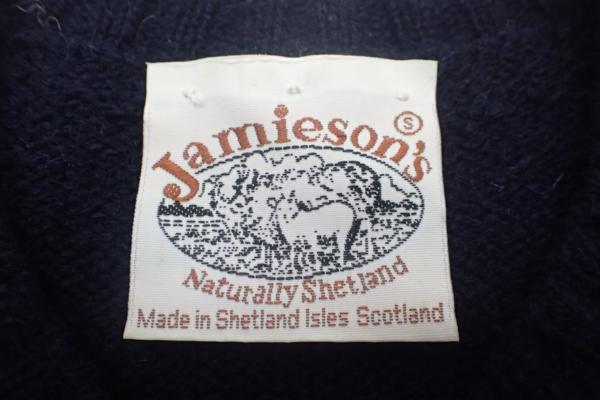 Jamieson's
S
Naturally Shetland
Made in Shetland Isles Scotland